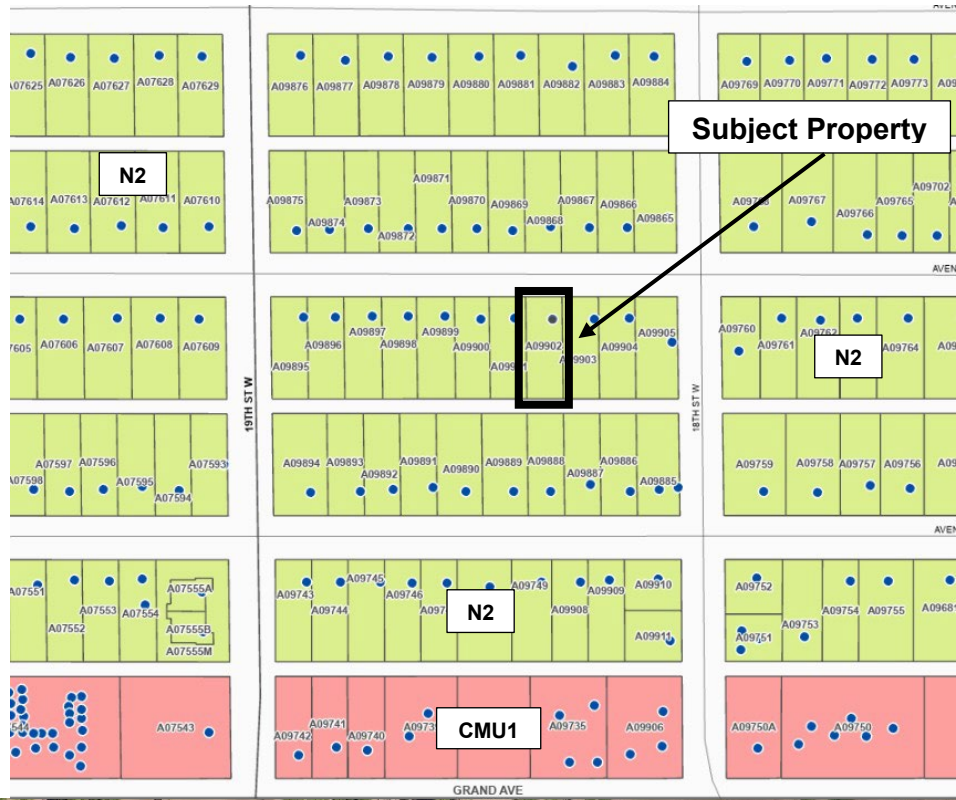 AVEN
A07625 A07626 A07627 A07628 A07629
A09876 A09877 A09878 A09879 A09880 A09881 A09882 A09883 A09884
A09769 A09770 A09771 A09772 A09773
Subject Property
N2
A07614 A07613 A07612 A07611 A07610
A09875 A09874 A09873 A09872 A09871 A09870 A09869 A09868 A09867 A09866 A09865
A09767 A09766 A09765 A09702
AVEN
A07606 A07607 A07608 A07609
A09895 A09896 A09897 A09898 A09899 A09900 A09902 A09903 A09904 A09905
A09760 A09761 A09762 A09764
N2
19TH ST W
18TH ST W
A07598 A07597 A07596 A07595 A07594 A07593
A09894 A09893 A09892 A09891 A09890 A09889 A09888 A09887 A09886 A09885
A09759 A09758 A09757 A09756
AVEN
A07551 A07552 A07553 A07554 A07555A
A07555B
A07555M
A09743 A09744 A09745 A09746 A09749 A09908 A09909 A09910
A09911
N2
A09752 A09751 A09753 A09754 A09755 A09681
A07543
A09742 A09741 A09740 A09735 A09906
CMU1
A09750A A09750
GRAND AVE